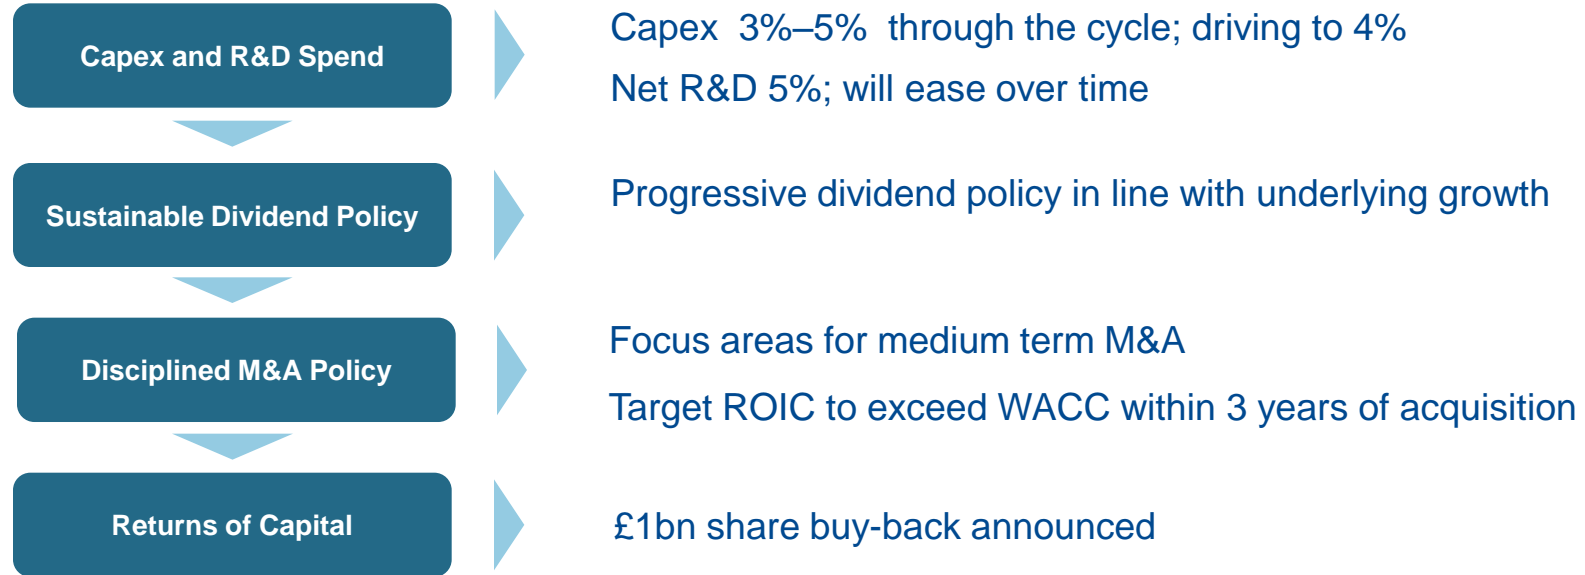 Capex and R&D Spend
Capex 3%–5% through the cycle; driving to 4%
Net R&D 5%; will ease over time
Sustainable Dividend Policy
Progressive dividend policy in line with underlying growth
Disciplined M&A Policy
Focus areas for medium term M&A
Target ROIC to exceed WACC within 3 years of acquisition
Returns of Capital
£1bn share buy-back announced